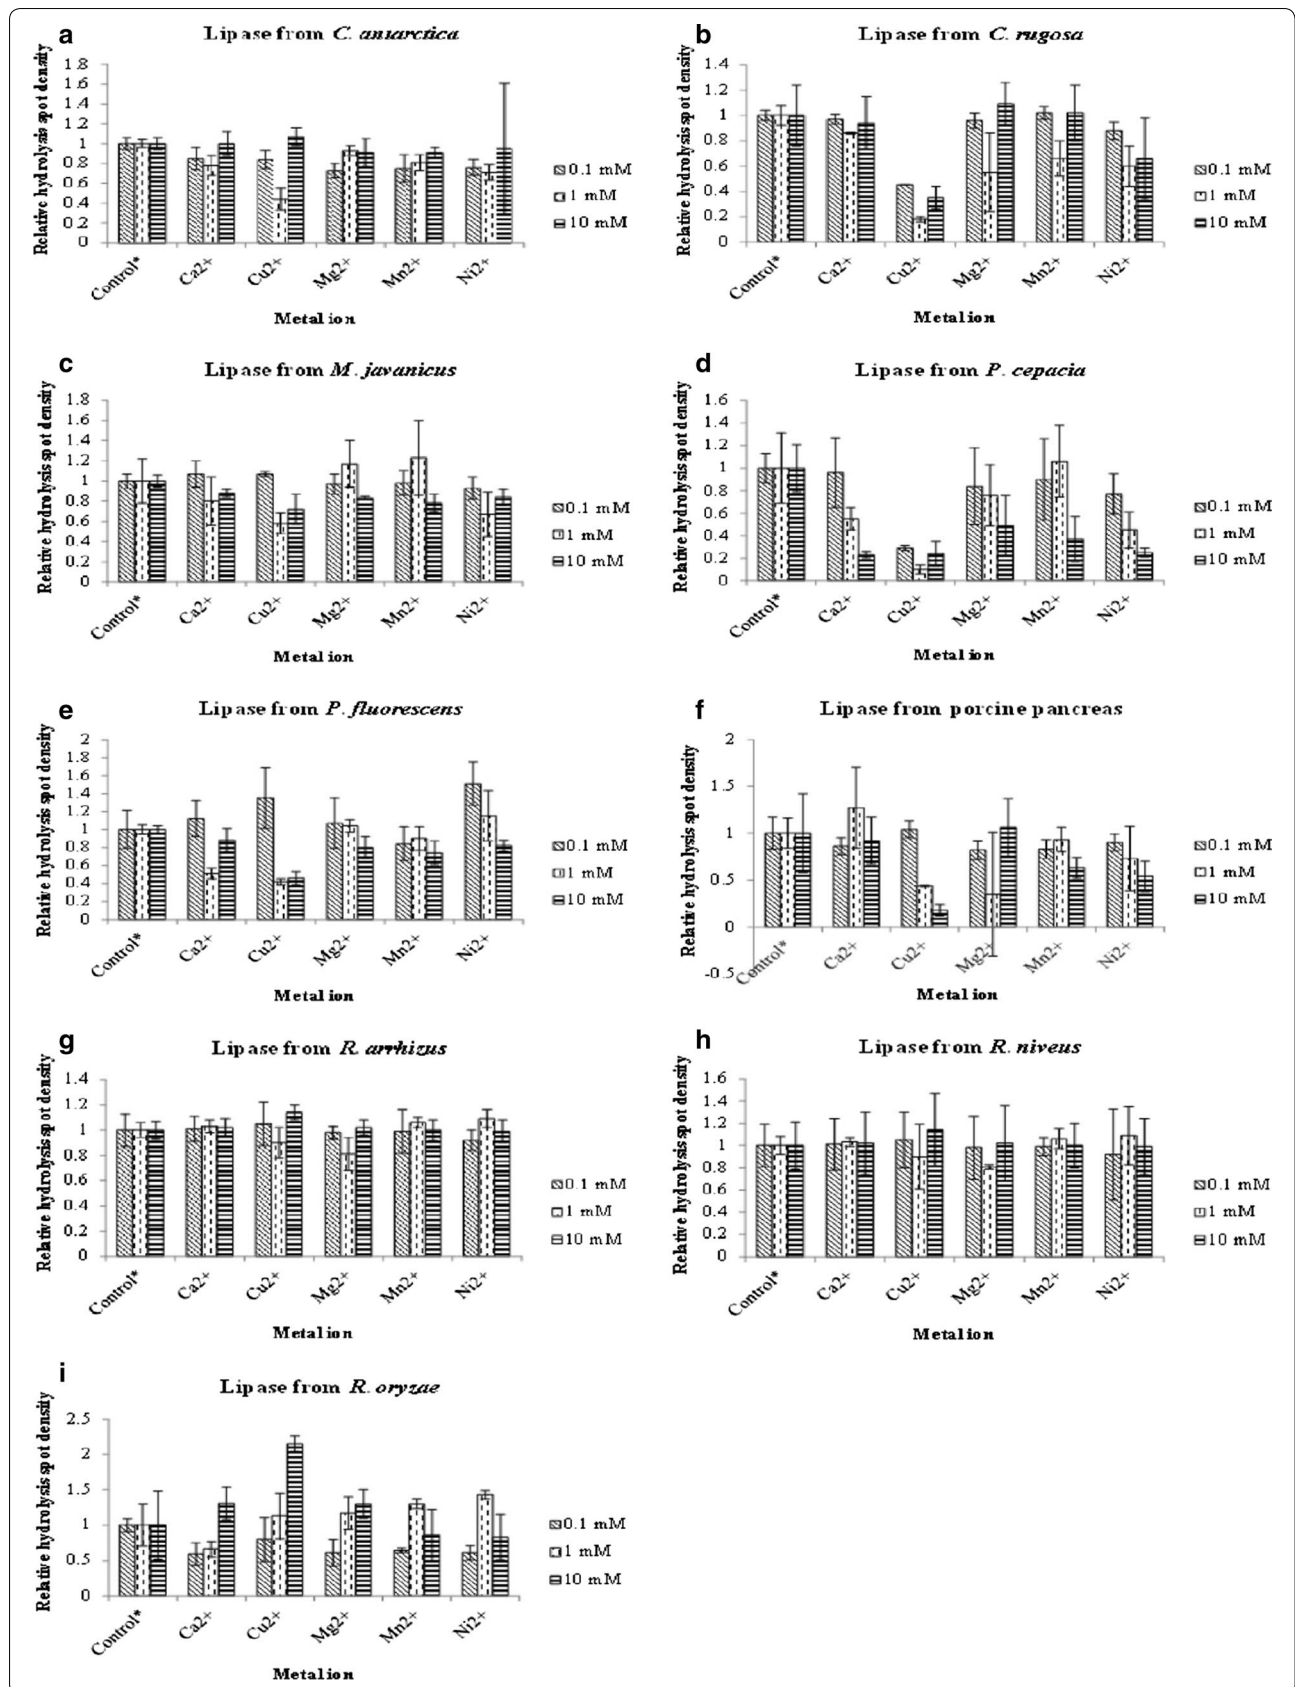 a
Lipase from C. antarctica
Relative hydrolysis spot density
1.8
1.6
1.4
1.2
1
0.8
0.6
0.4
0.2
0
Control*
Ca2+
Cu2+
Mg2+
Mn2+
Ni2+
Metal ion
0.1 mM
1 mM
10 mM
b
Lipase from C. rugosa
Relative hydrolysis spot density
1.4
1.2
1
0.8
0.6
0.4
0.2
0
Control*
Ca2+
Cu2+
Mg2+
Mn2+
Ni2+
Metal ion
0.1 mM
1 mM
10 mM
c
Lipase from M. javanicus
Relative hydrolysis spot density
1.8
1.6
1.4
1.2
1
0.8
0.6
0.4
0.2
0
Control*
Ca2+
Cu2+
Mg2+
Mn2+
Ni2+
Metal ion
0.1 mM
1 mM
10 mM
d
Lipase from P. cepacia
Relative hydrolysis spot density
1.6
1.4
1.2
1
0.8
0.6
0.4
0.2
0
Control*
Ca2+
Cu2+
Mg2+
Mn2+
Ni2+
Metal ion
0.1 mM
1 mM
10 mM
e
Lipase from P. fluorescens
Relative hydrolysis spot density
2
1.8
1.6
1.4
1.2
1
0.8
0.6
0.4
0.2
0
Control*
Ca2+
Cu2+
Mg2+
Mn2+
Ni2+
Metal ion
0.1 mM
1 mM
10 mM
f
Lipase from porcine pancreas
Relative hydrolysis spot density
2
1.5
1
0.5
0
-0.5
Control*
Ca2+
Cu2+
Mg2+
Mn2+
Ni2+
Metal ion
0.1 mM
1 mM
10 mM
g
Lipase from R. arrhizus
Relative hydrolysis spot density
1.4
1.2
1
0.8
0.6
0.4
0.2
0
Control*
Ca2+
Cu2+
Mg2+
Mn2+
Ni2+
Metal ion
0.1 mM
1 mM
10 mM
h
Lipase from R. niveus
Relative hydrolysis spot density
1.6
1.4
1.2
1
0.8
0.6
0.4
0.2
0
Control*
Ca2+
Cu2+
Mg2+
Mn2+
Ni2+
Metal ion
0.1 mM
1 mM
10 mM
i
Lipase from R. oryzae
Relative hydrolysis spot density
2.5
2
1.5
1
0.5
0
Control*
Ca2+
Cu2+
Mg2+
Mn2+
Ni2+
Metal ion
0.1 mM
1 mM
10 mM